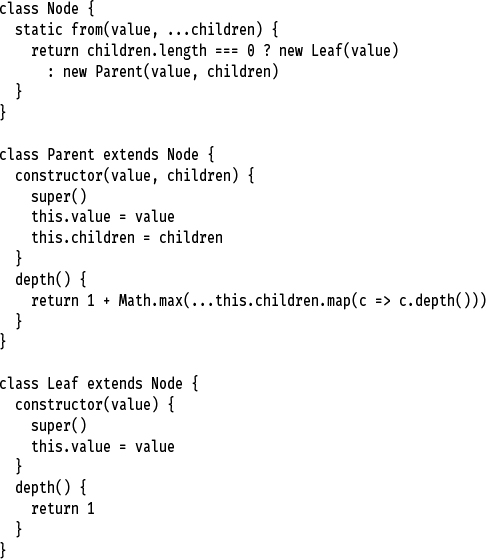 class Node {
  static from(value, ...children) {
    return children.length === 0 ? new Leaf(value)
      : new Parent(value, children)
  }
}

class Parent extends Node {
  constructor(value, children) {
    super()
    this.value = value
    this.children = children
  }
  depth() {
    return 1 + Math.max(...this.children.map(c => c.depth()))
  }
}

class Leaf extends Node {
  constructor(value) {
    super()
    this.value = value
  }
  depth() {
    return 1
  }
}